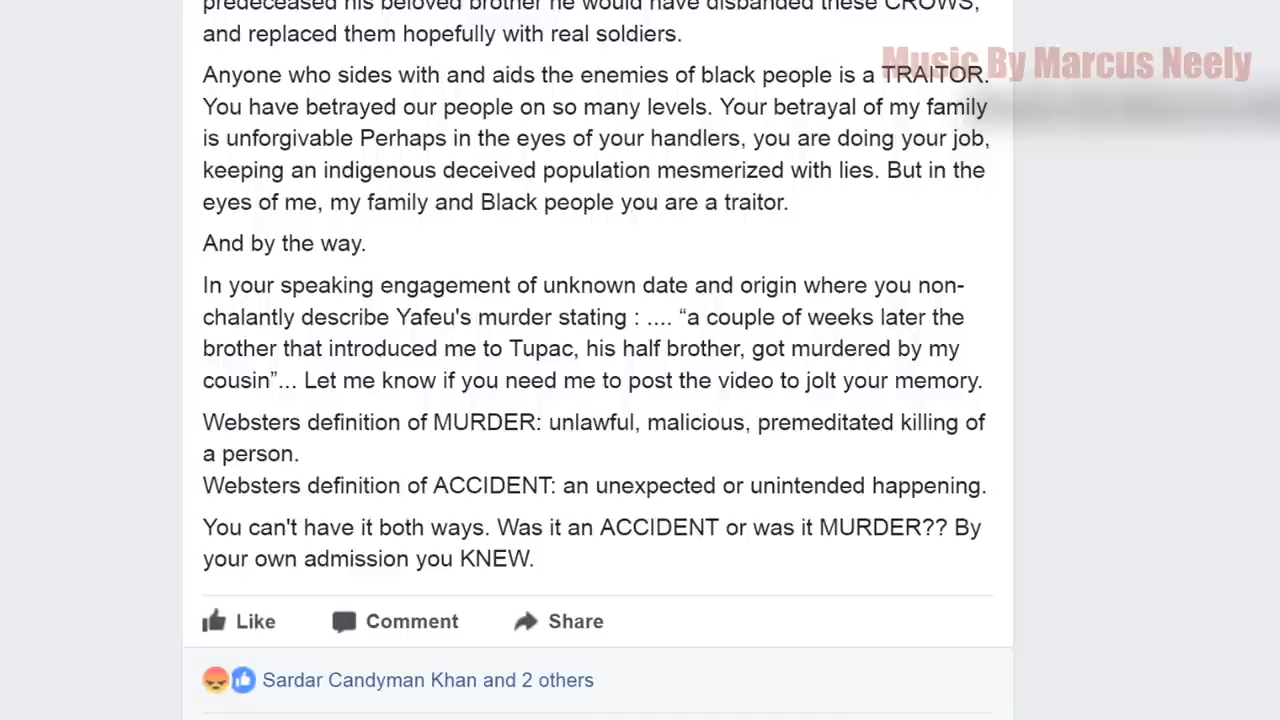 predeceased his beloved brother he would have disbanded these CROWS,
and replaced them hopefully with real soldiers.
Music By Marcus Neely
Anyone who sides with and aids the enemies of black people is a TRAITOR.
You have betrayed our people on so many levels. Your betrayal of my family
is unforgivable Perhaps in the eyes of your handlers, you are doing your job,
keeping an indigenous deceived population mesmerized with lies. But in the
eyes of me, my family and Black people you are a traitor.
And by the way.
In your speaking engagement of unknown date and origin where you non-
chalantly describe Yafeu's murder stating : .... “a couple of weeks later the
brother that introduced me to Tupac, his half brother, got murdered by my
cousin”... Let me know if you need me to post the video to jolt your memory.
Websters definition of MURDER: unlawful, malicious, premeditated killing of
a person.
Websters definition of ACCIDENT: an unexpected or unintended happening.
You can't have it both ways. Was it an ACCIDENT or was it MURDER?? By
your own admission you KNEW.
Like Comment Share
Sardar Candyman Khan and 2 others